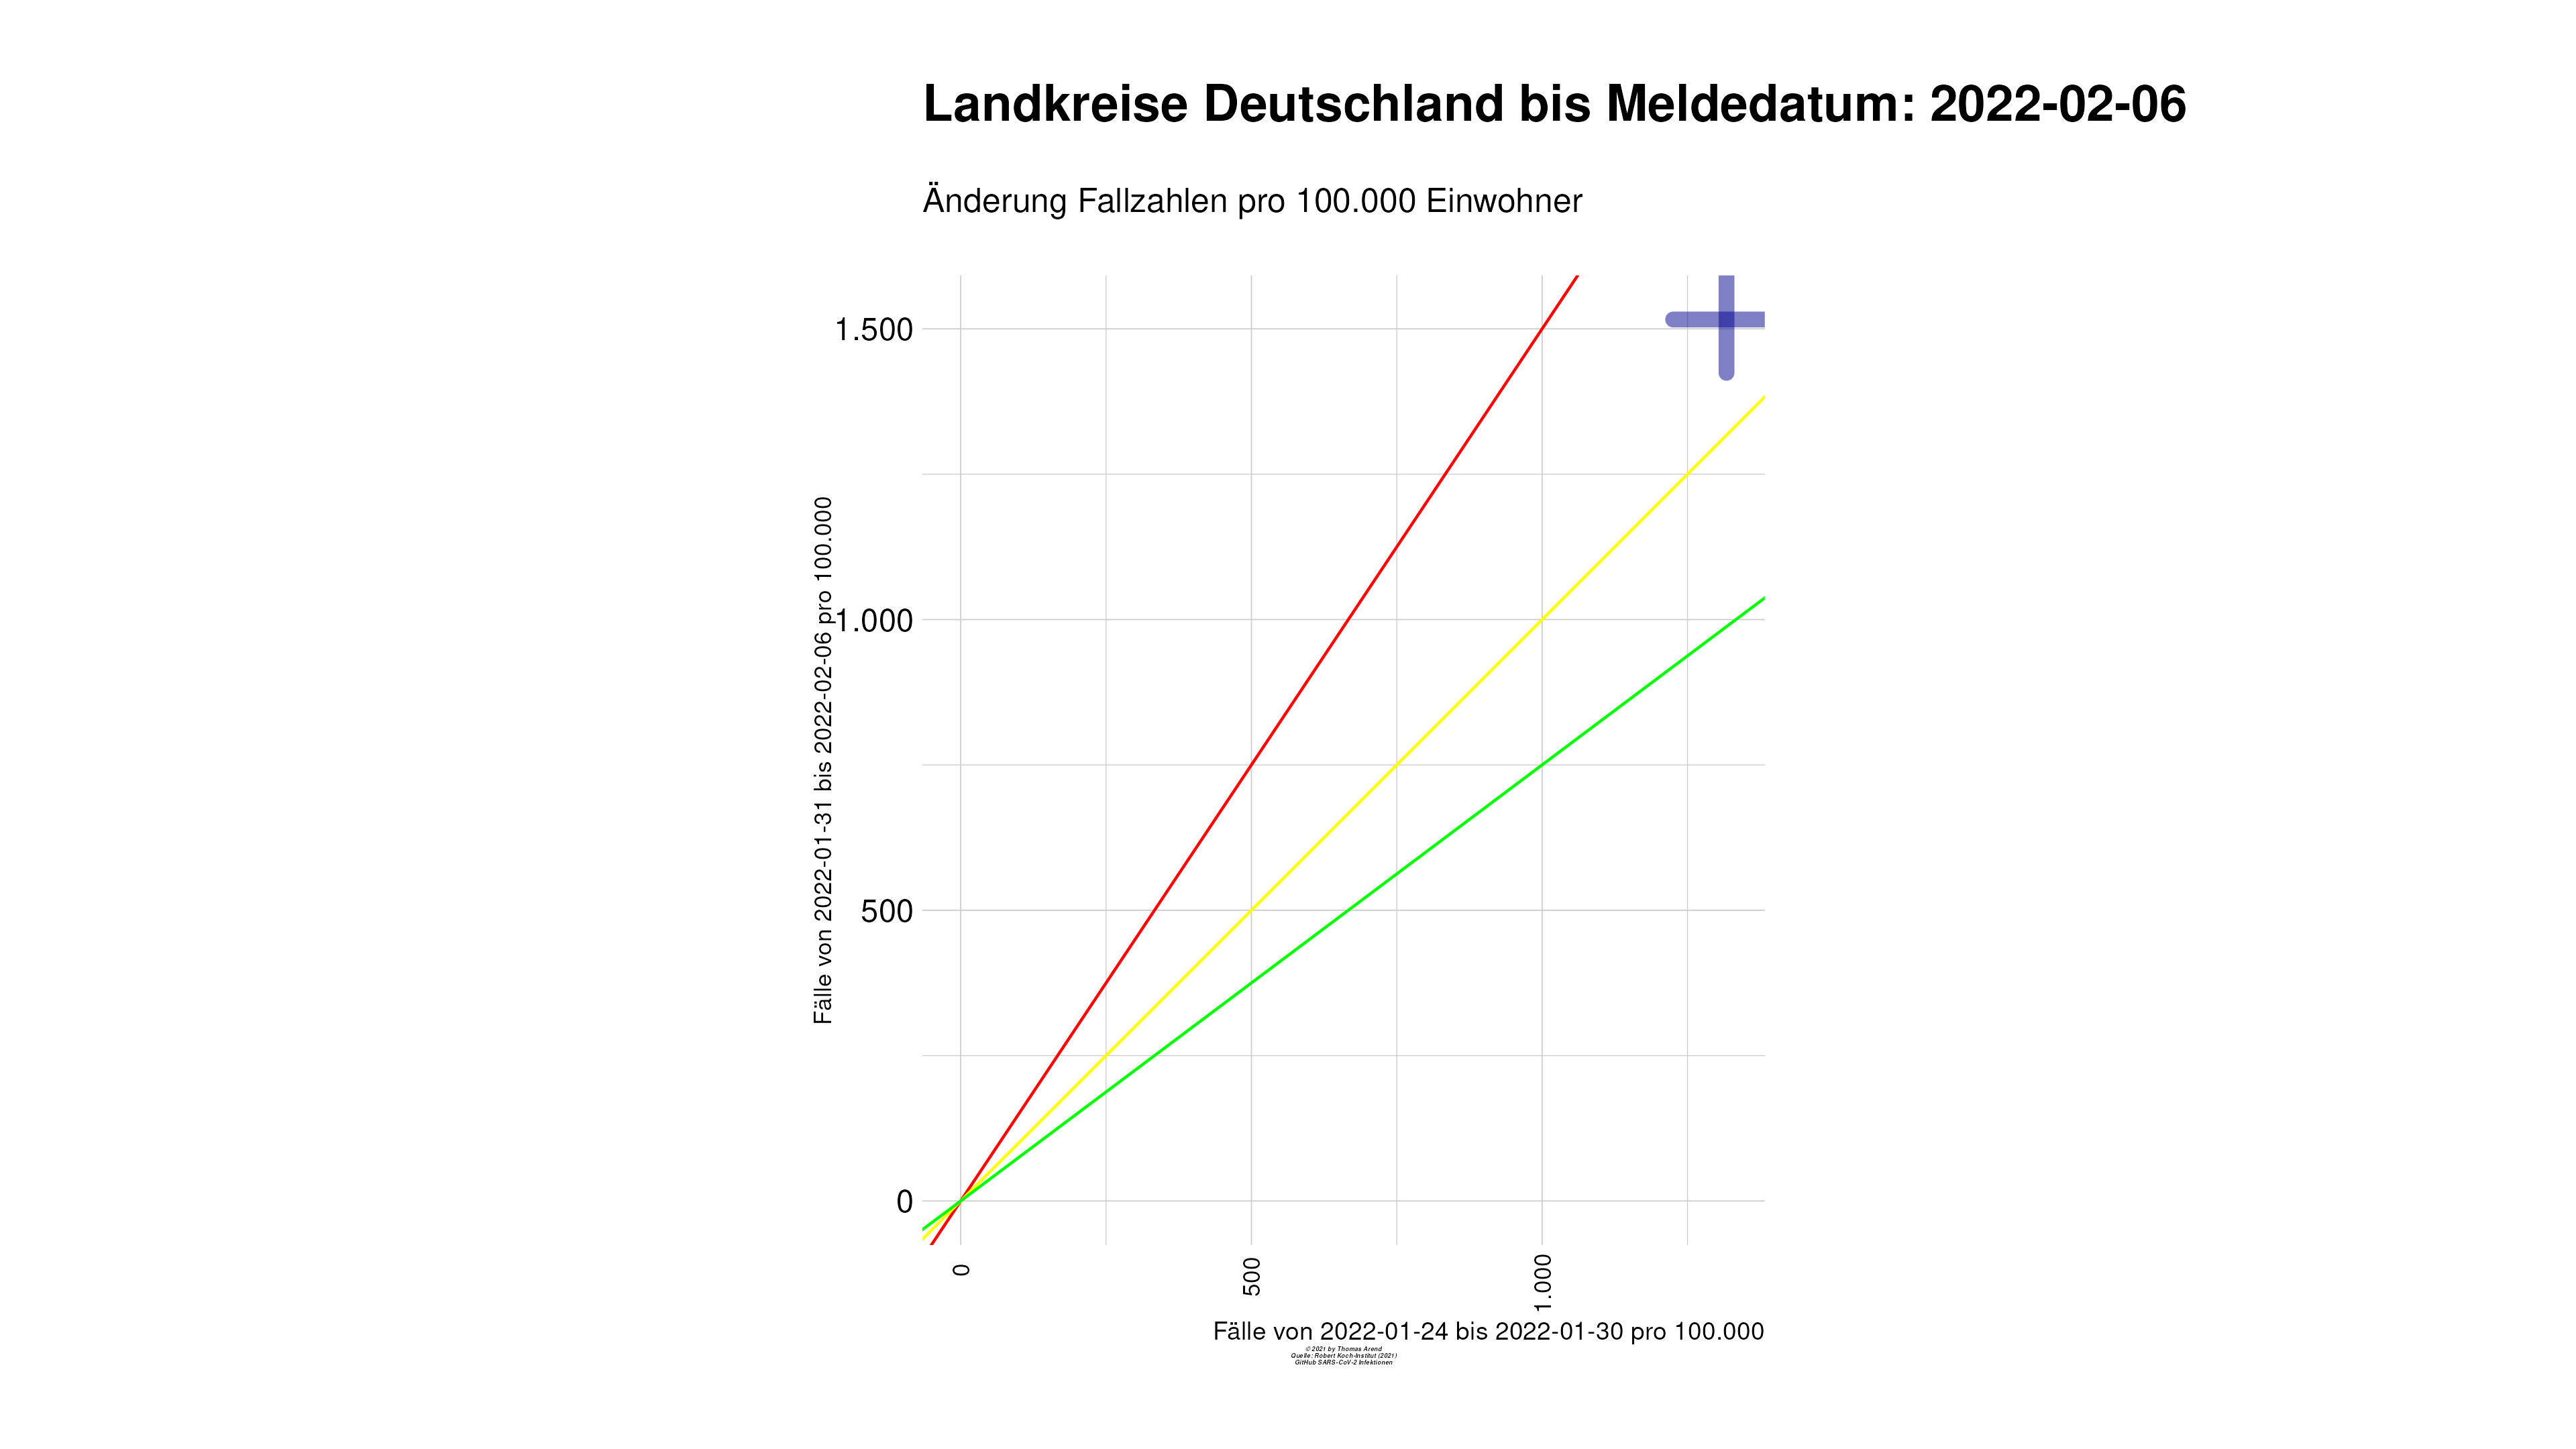 Landkreise Deutschland bis Meldedatum: 2022-02-06
Änderung Fallzahlen pro 100.000 Einwohner
Fälle von 2022-01-31 bis 2022-02-06 pro 100.000
1.500
1.000
500
0
0
500
1.000
Fälle von 2022-01-24 bis 2022-01-30 pro 100.000
© 2021 by Thomas Arend
Quelle: Robert Koch-Institut (2021)
GitHub SARS-CoV-2 Infektionen